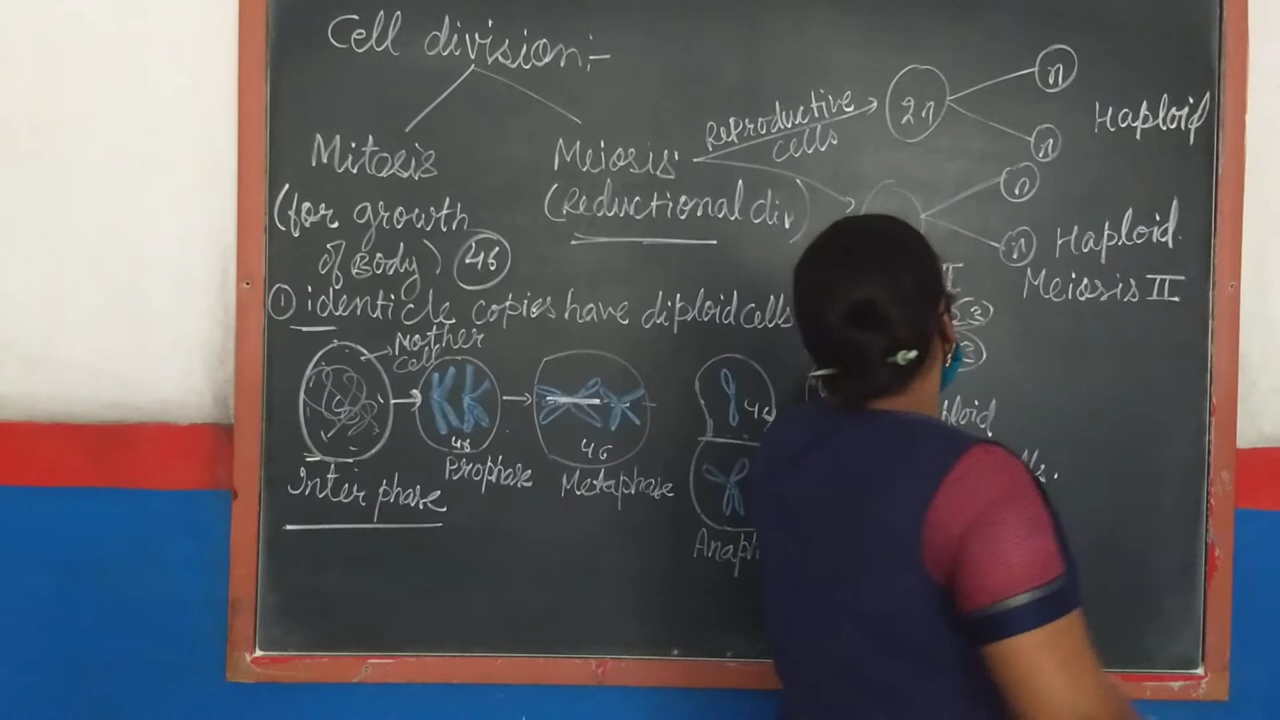 Cell division:-
Mitosis
(for growth
of Body) 46
Meiosis
(Reductional div)
Reproductive
cells
2n
n
n
Haploid
n
n
Haploid.
Meiosis II
① identicle copies have diploid cells
Mother
cell
Inter phase
46
Prophase
46
Metaphase
46